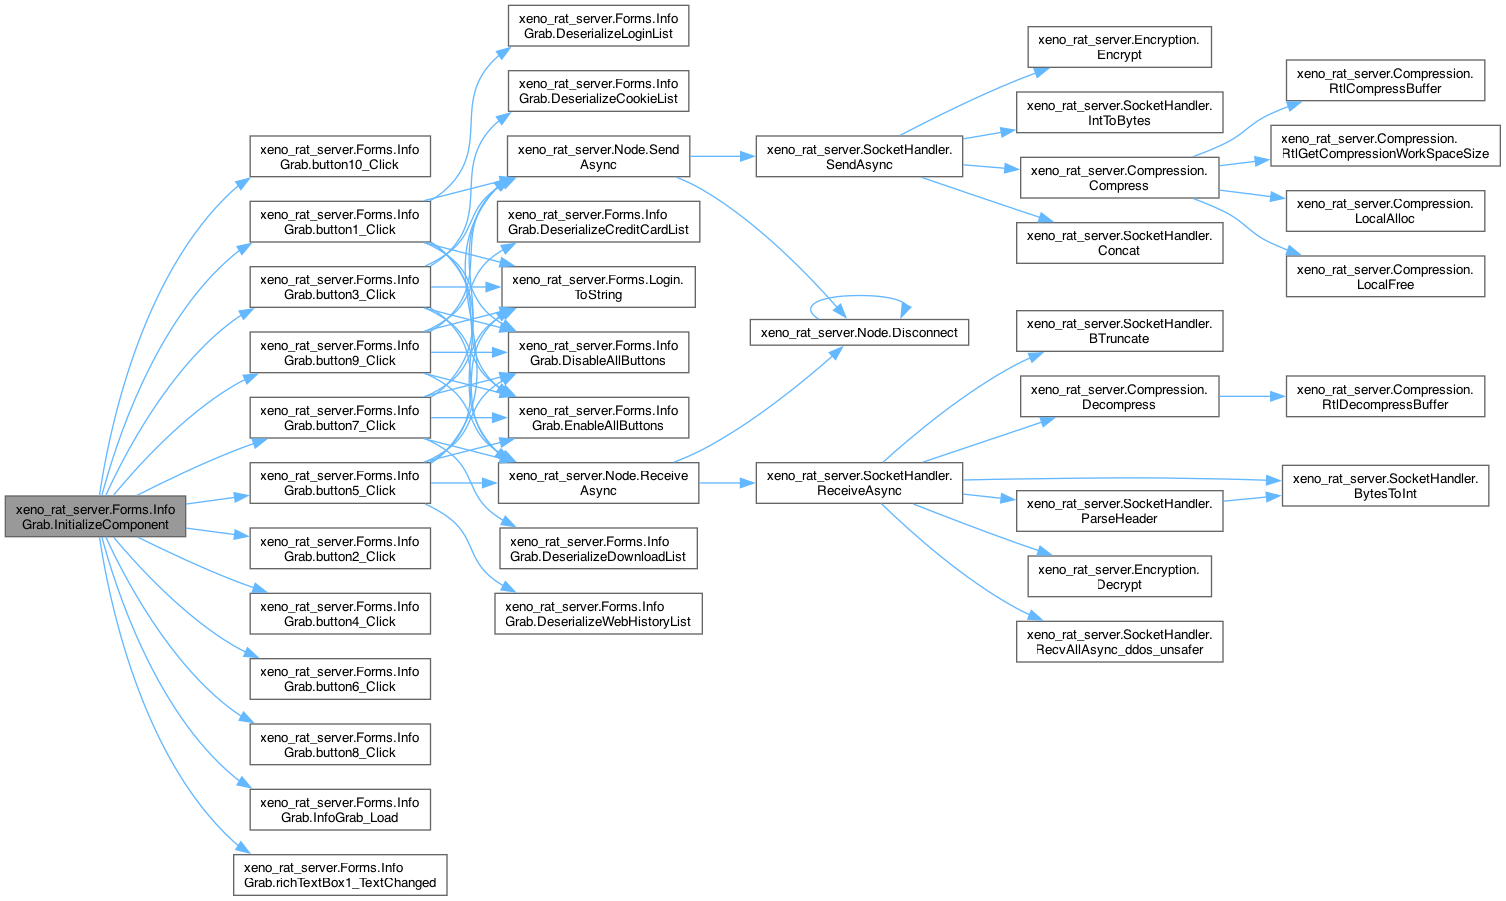 xeno_rat_server.Forms.Info
Grab.InitializeComponent
xeno_rat_server.Forms.Info
Grab.button10_Click
xeno_rat_server.Forms.Info
Grab.button1_Click
xeno_rat_server.Forms.Info
Grab.button3_Click
xeno_rat_server.Forms.Info
Grab.button9_Click
xeno_rat_server.Forms.Info
Grab.button7_Click
xeno_rat_server.Forms.Info
Grab.button5_Click
xeno_rat_server.Forms.Info
Grab.button2_Click
xeno_rat_server.Forms.Info
Grab.button4_Click
xeno_rat_server.Forms.Info
Grab.button6_Click
xeno_rat_server.Forms.Info
Grab.button8_Click
xeno_rat_server.Forms.Info
Grab.InfoGrab_Load
xeno_rat_server.Forms.Info
Grab.richTextBox1_TextChanged
xeno_rat_server.Forms.Info
Grab.DeserializeLoginList
xeno_rat_server.Forms.Info
Grab.DeserializeCookieList
xeno_rat_server.Node.Send
Async
xeno_rat_server.Forms.Info
Grab.DeserializeCreditCardList
xeno_rat_server.Forms.Login.
ToString
xeno_rat_server.Forms.Info
Grab.DisableAllButtons
xeno_rat_server.Forms.Info
Grab.EnableAllButtons
xeno_rat_server.Node.Receive
Async
xeno_rat_server.Forms.Info
Grab.DeserializeDownloadList
xeno_rat_server.Forms.Info
Grab.DeserializeWebHistoryList
xeno_rat_server.SocketHandler.
SendAsync
xeno_rat_server.Node.Disconnect
xeno_rat_server.SocketHandler.
ReceiveAsync
xeno_rat_server.Encryption.
Encrypt
xeno_rat_server.SocketHandler.
IntToBytes
xeno_rat_server.Compression.
Compress
xeno_rat_server.SocketHandler.
Concat
xeno_rat_server.SocketHandler.
BTruncate
xeno_rat_server.Compression.
Decompress
xeno_rat_server.SocketHandler.
ParseHeader
xeno_rat_server.Encryption.
Decrypt
xeno_rat_server.SocketHandler.
RecvAllAsync_ddos_unsafer
xeno_rat_server.Compression.
RtlCompressBuffer
xeno_rat_server.Compression.
RtlGetCompressionWorkSpaceSize
xeno_rat_server.Compression.
LocalAlloc
xeno_rat_server.Compression.
LocalFree
xeno_rat_server.Compression.
RtlDecompressBuffer
xeno_rat_server.SocketHandler.
BytesToInt